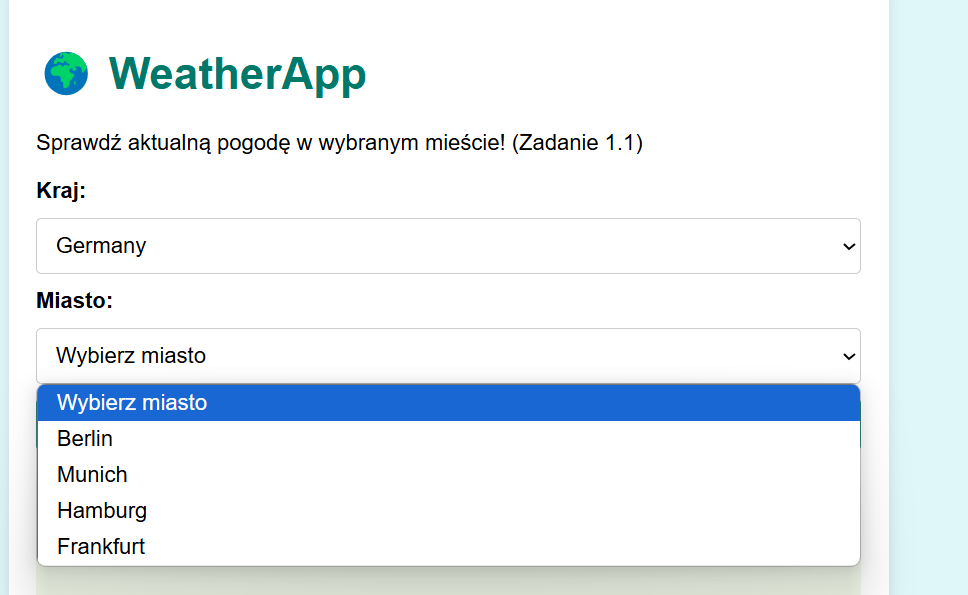 WeatherApp
Sprawdź aktualną pogodę w wybranym mieście! (Zadanie 1.1)
Kraj:
Germany
Miasto:
Wybierz miasto
Wybierz miasto
Berlin
Munich
Hamburg
Frankfurt